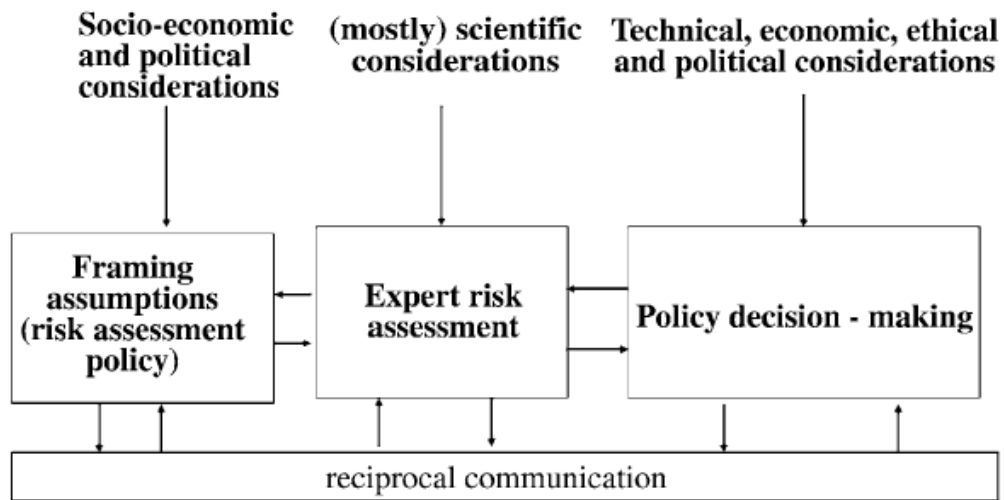 Socio-economic
and political
considerations
(mostly) scientific
considerations
Technical, economic, ethical
and political considerations
Framing
assumptions
(risk assessment
policy)
Expert risk
assessment
Policy decision - making
reciprocal communication